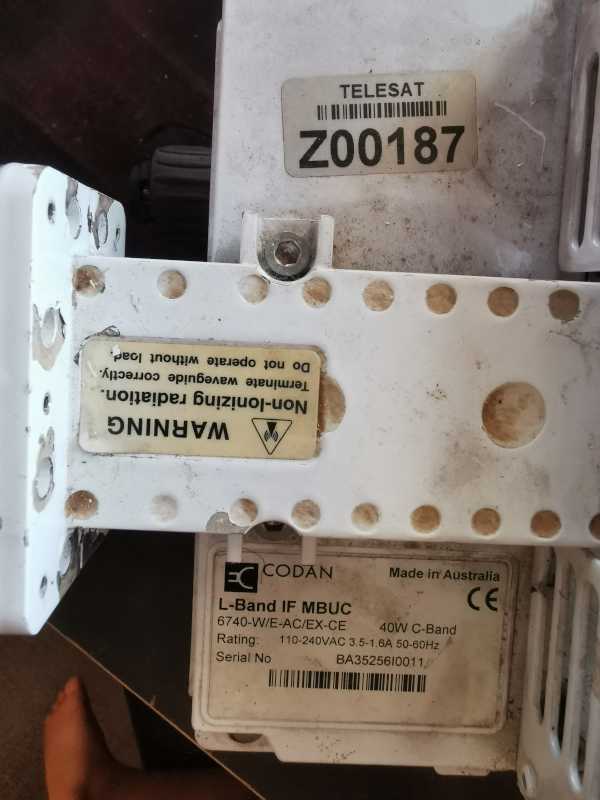 TELESAT
Z00187
WARNING
Non-Ionizing radiation.
Terminate waveguide correctly.
Do not operate without load.
CODAN
Made in Australia
L-Band IF MBUC
CE
6740-W/E-AC/EX-CE 40W C-Band
Rating: 110-240VAC 3.5-1.6A 50-60Hz
Serial No BA35256I0011